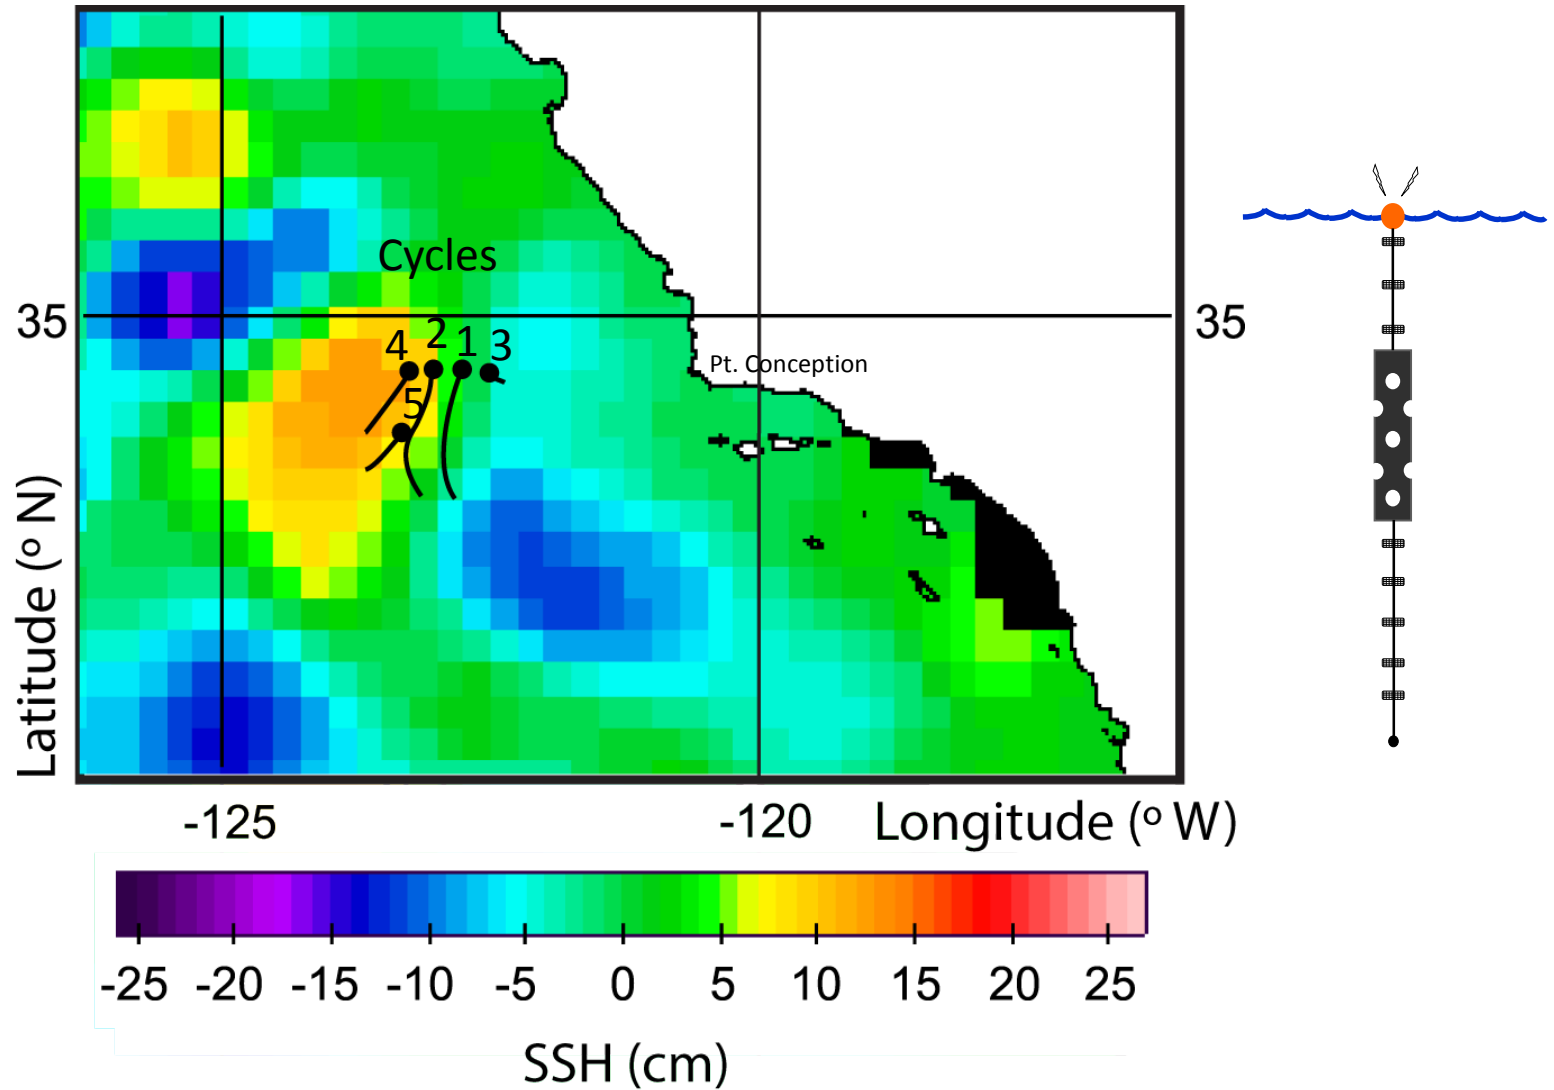 Cycles
35
35
4 2 1 3
Pt. Conception
5
Latitude (º N)
-125
-120
Longitude (º W)
-25 -20 -15 -10 -5 0 5 10 15 20 25
SSH (cm)